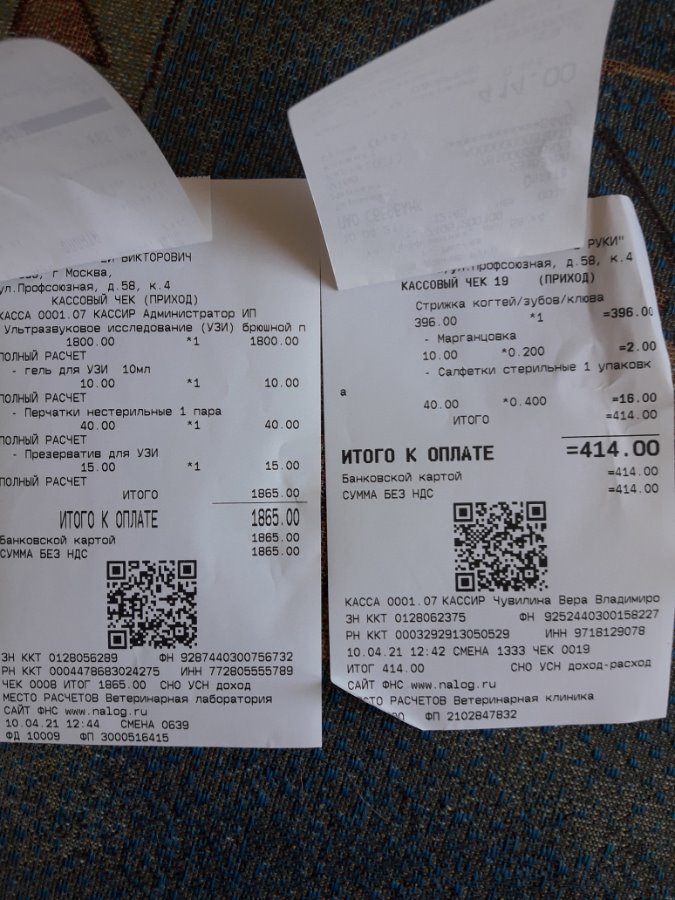 ВИКТОРОВИЧ
г Москва,
ул.Профсоюзная, д.58, к.4
КАССОВЫЙ ЧЕК (ПРИХОД)
КАССА 0001.07 КАССИР Администратор ИП
Ультразвуковое исследование (УЗИ) брюшной п
1800.00 *1 1800.00
ПОЛНЫЙ РАСЧЕТ
- гель для УЗИ 10мл
10.00 *1 10.00
ПОЛНЫЙ РАСЧЕТ
- Перчатки нестерильные 1 пара
40.00 *1 40.00
ПОЛНЫЙ РАСЧЕТ
- Презерватив для УЗИ
15.00 *1 15.00
ПОЛНЫЙ РАСЧЕТ
ИТОГО 1865.00
ИТОГО К ОПЛАТЕ 1865.00
Банковской картой 1865.00
СУММА БЕЗ НДС 1865.00
ЗН ККТ 0128056289 ФН 9287440300756732
РН ККТ 0004478683024275 ИНН 772805555789
ЧЕК 0008 ИТОГ 1865.00 СНО УСН доход
МЕСТО РАСЧЕТОВ Ветеринарная лаборатория
САЙТ ФНС www.nalog.ru
10.04.21 12:44 СМЕНА 0639
ФД 10009 ФП 3000516415
РУКИ"
ул.Профсоюзная, д.58, к.4
КАССОВЫЙ ЧЕК 19 (ПРИХОД)
Стрижка когтей/зубов/клюва
396.00 *1 =396.00
- Марганцовка
10.00 *0.200 =2.00
- Салфетки стерильные 1 упаковк
а
40.00 *0.400 =16.00
ИТОГО =414.00
ИТОГО К ОПЛАТЕ =414.00
Банковской картой =414.00
СУММА БЕЗ НДС =414.00
КАССА 0001.07 КАССИР Чувилина Вера Владимиро
ЗН ККТ 0128062375 ФН 9252440300158227
РН ККТ 0003292913050529 ИНН 9718129078
10.04.21 12:42 СМЕНА 1333 ЧЕК 0019
ИТОГ 414.00 СНО УСН доход-расход
САЙТ ФНС www.nalog.ru
МЕСТО РАСЧЕТОВ Ветеринарная клиника
ФП 2102847832